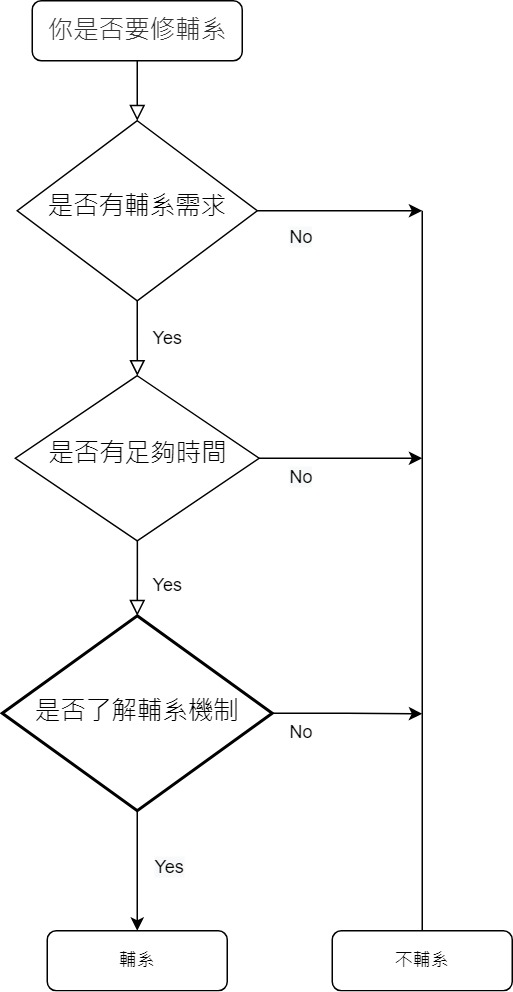 你是否要修輔系
是否有輔系需求
No
Yes
是否有足夠時間
No
Yes
是否了解輔系機制
No
Yes
輔系
不輔系